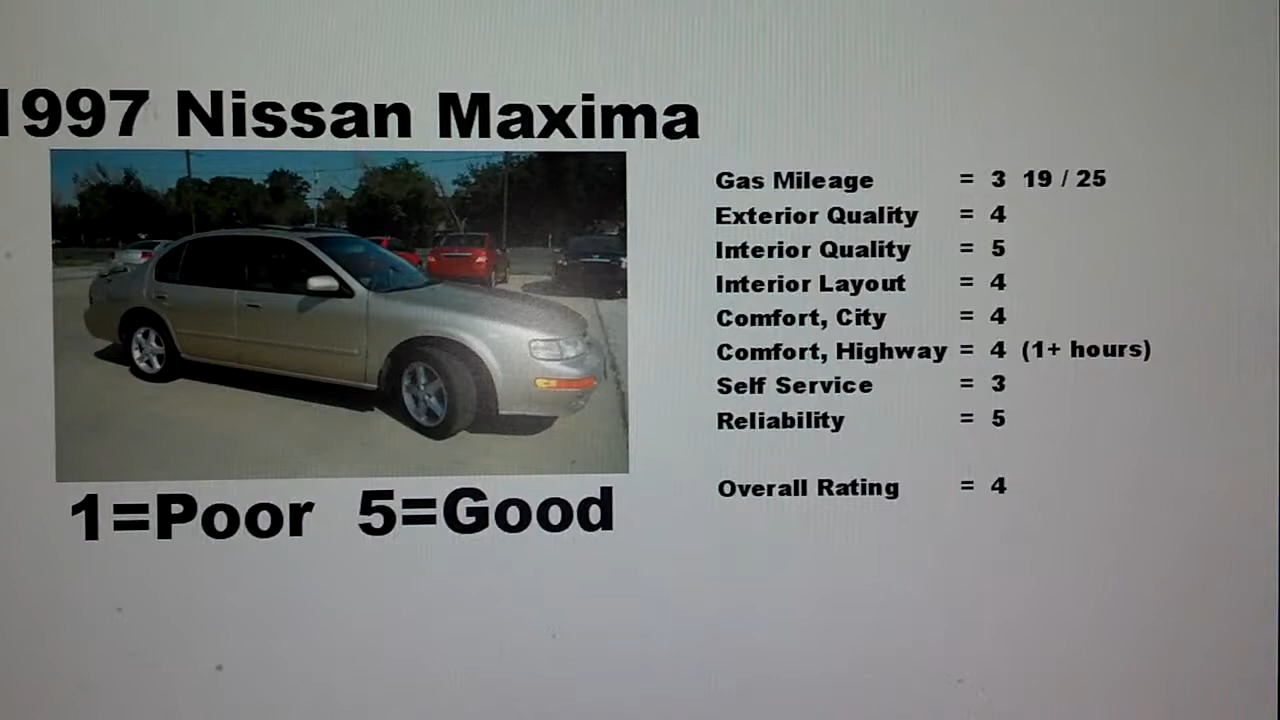 1997 Nissan Maxima
Gas Mileage = 3 19 / 25
Exterior Quality = 4
Interior Quality = 5
Interior Layout = 4
Comfort, City = 4
Comfort, Highway = 4 (1+ hours)
Self Service = 3
Reliability = 5
Overall Rating = 4
1=Poor 5=Good